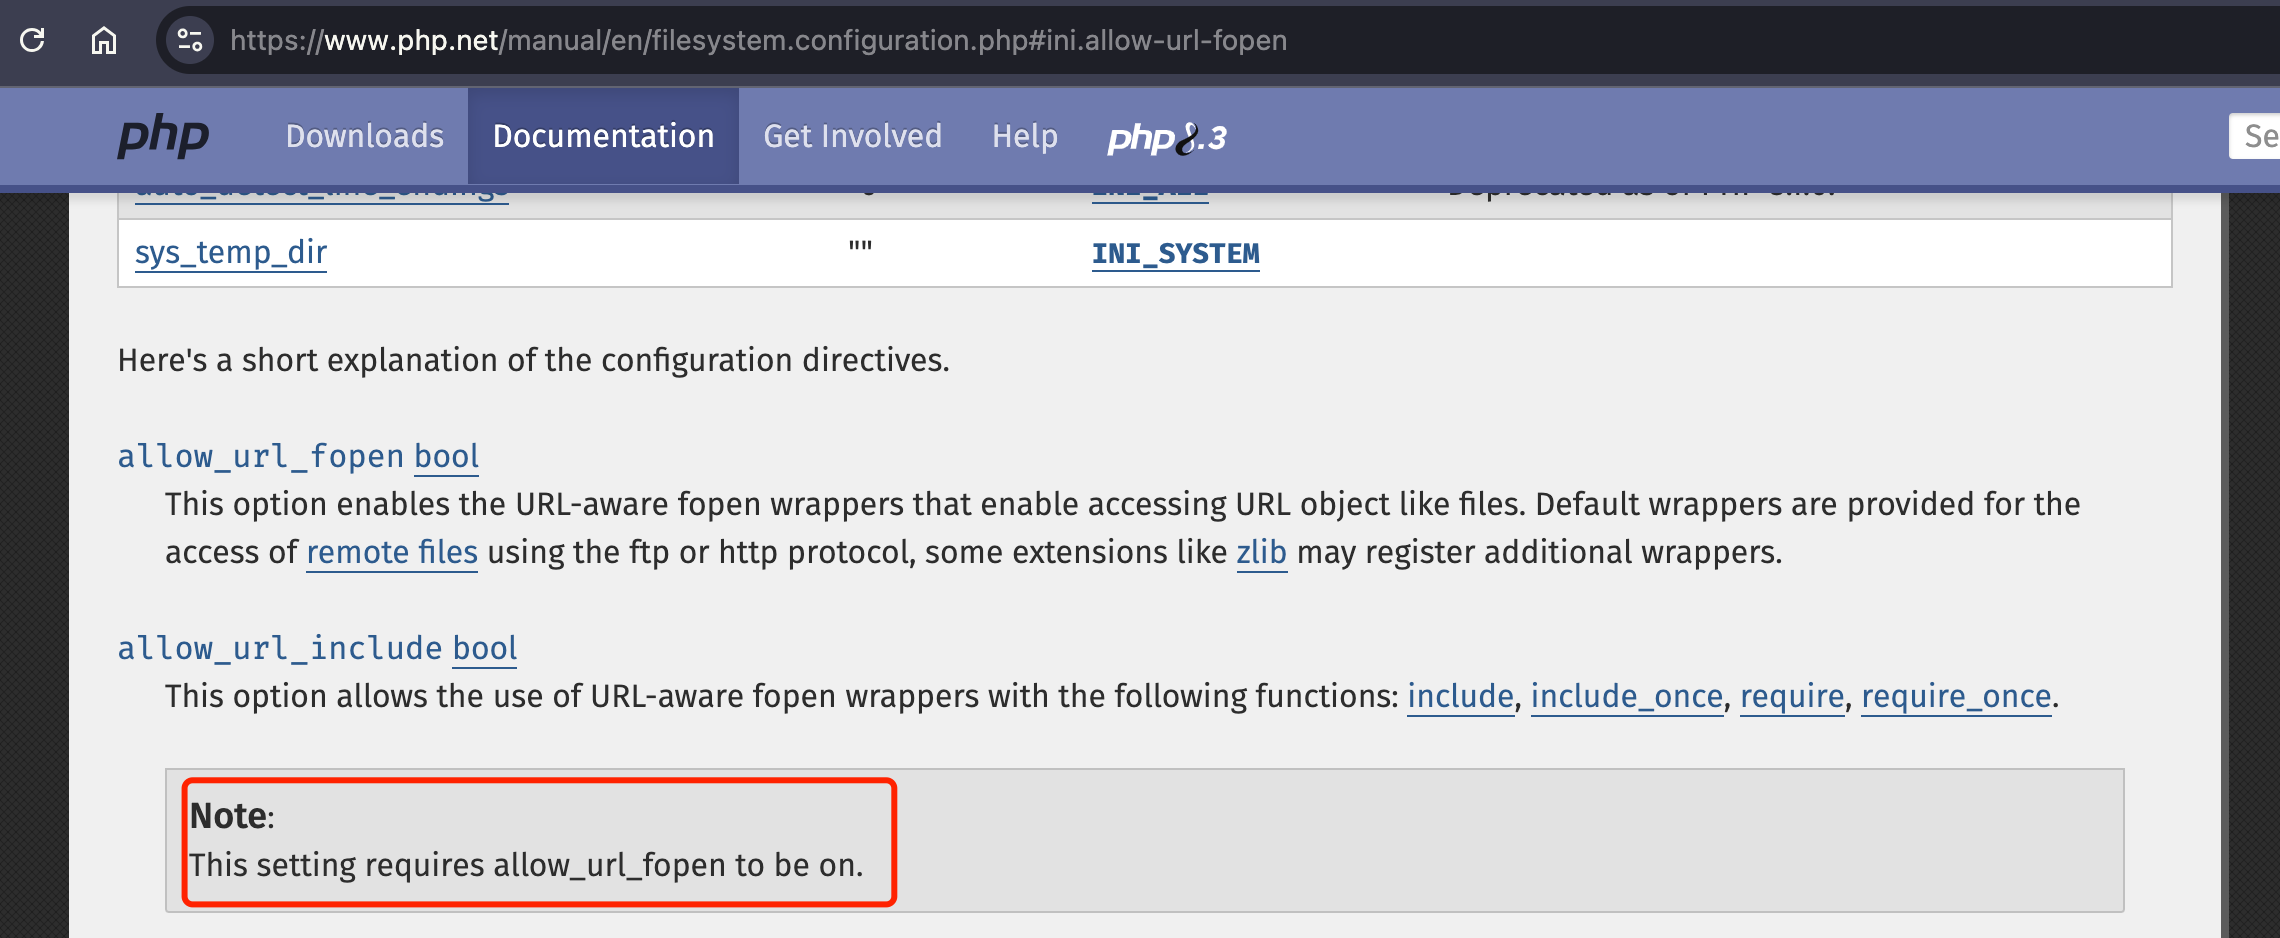 https://www.php.net/manual/en/filesystem.configuration.php#ini.allow-url-fopen
php Downloads Documentation Get Involved Help php8.3 Se
sys_temp_dir "" INI_SYSTEM
Here's a short explanation of the configuration directives.
allow_url_fopen bool
This option enables the URL-aware fopen wrappers that enable accessing URL object like files. Default wrappers are provided for the
access of remote files using the ftp or http protocol, some extensions like zlib may register additional wrappers.
allow_url_include bool
This option allows the use of URL-aware fopen wrappers with the following functions: include, include_once, require, require_once.
Note:
This setting requires allow_url_fopen to be on.